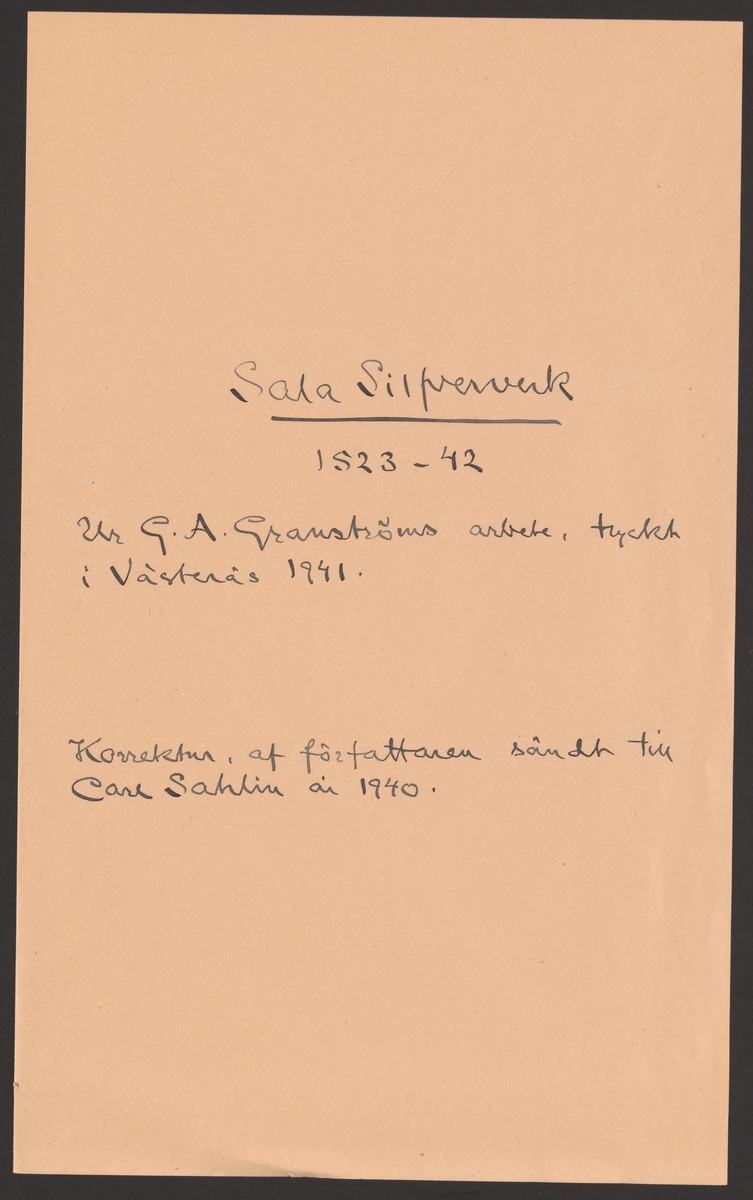 Sala Silfververk
1523-42
Ur G. A. Granströms arbete, tryckt
i Västerås 1941.
Korrektur, af författaren sändt till
Carl Sahlin år 1940.